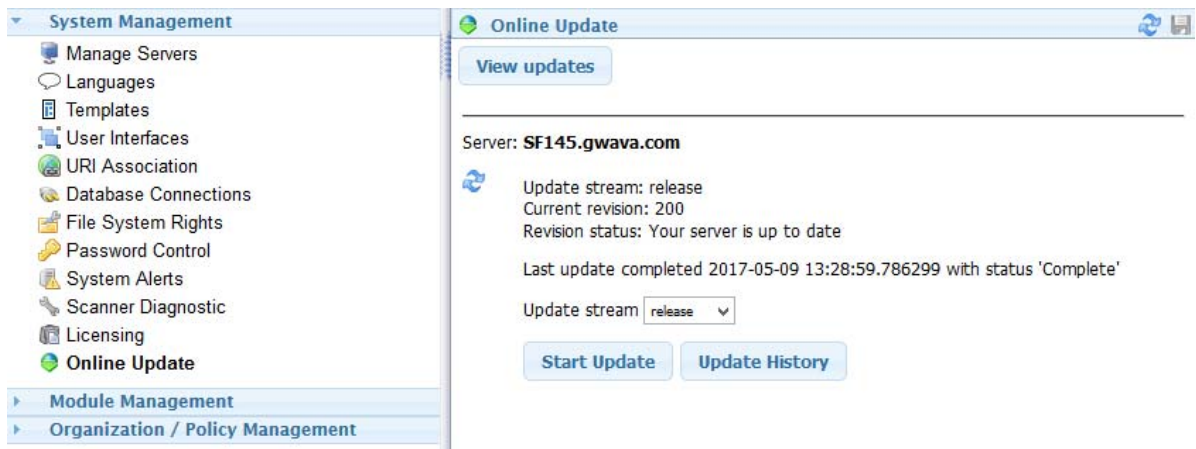 System Management
Manage Servers
Languages
Templates
User Interfaces
URI Association
Database Connections
File System Rights
Password Control
System Alerts
Scanner Diagnostic
Licensing
Online Update
Module Management
Organization / Policy Management
Online Update
View updates
Server: SF145.gwava.com
Update stream: release
Current revision: 200
Revision status: Your server is up to date
Last update completed 2017-05-09 13:28:59.786299 with status 'Complete'
Update stream release
Start Update Update History